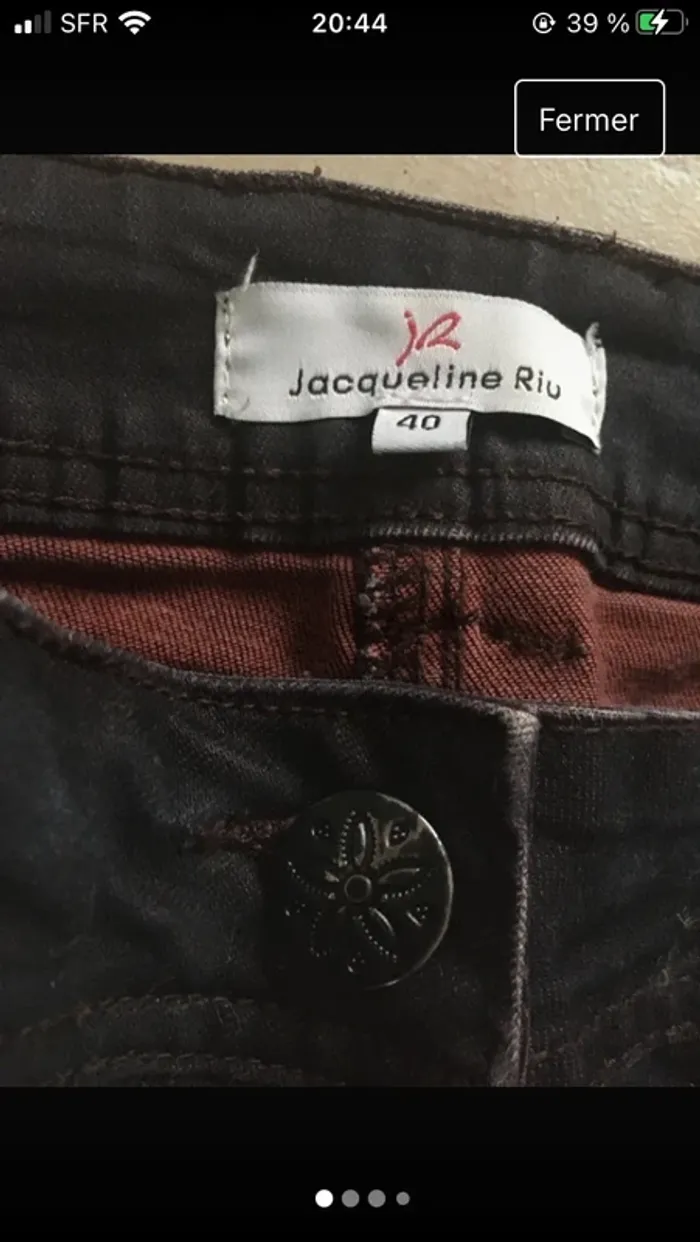 SFR 20:44 39 %
Fermer
JR
Jacqueline Riu
40